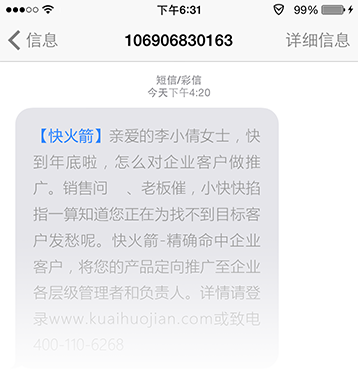 下午6:31
99%
信息
106906830163
详细信息
短信/彩信
今天下午4:20
【快火箭】亲爱的李小倩女士，快
到年底啦，怎么对企业客户做推
广。销售问 、老板催，小快快掐
指一算知道您正在为找不到目标客
户发愁呢。快火箭-精确命中企业
客户，将您的产品定向推广至企业
各层级管理者和负责人。详情请登
录www.kuaihuojian.com或致电
400-110-6268